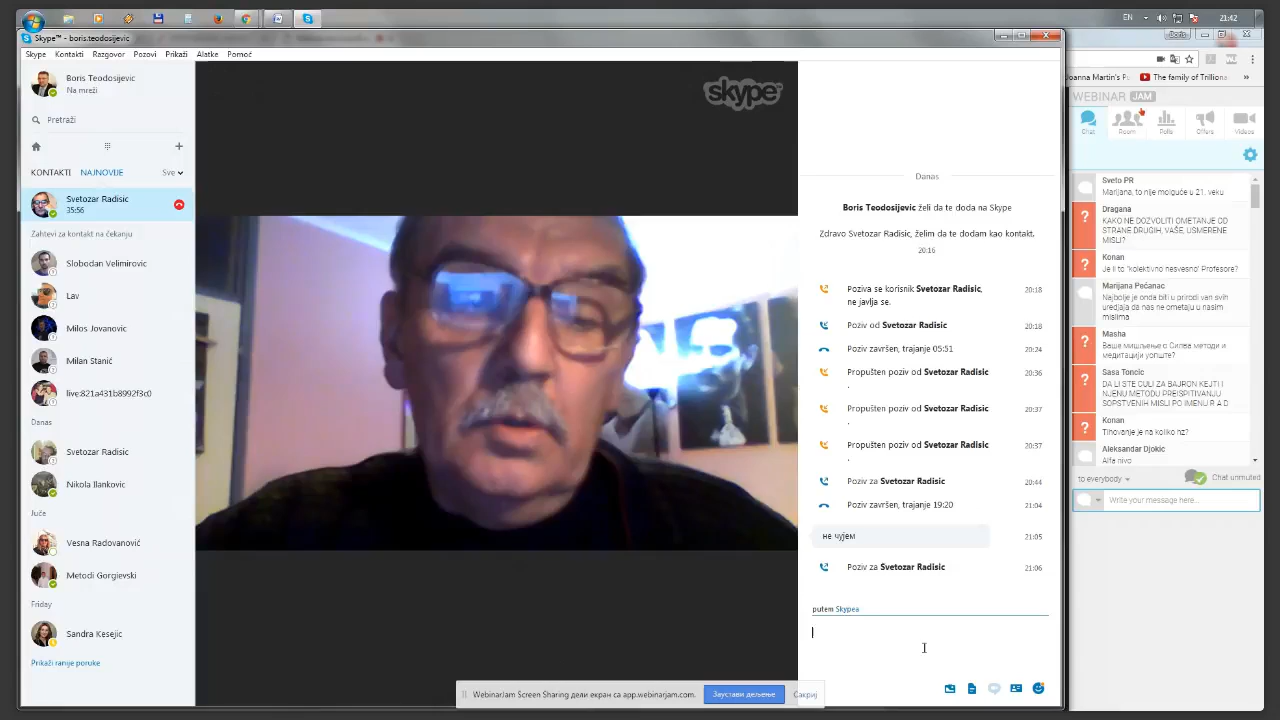 EN
21:42
Skype™ - boris.teodosijevic
Boris
Skype Kontakti Razgovor Pozovi Prikaži Alatke Pomoć
Boris Teodosijevic
Na mreži
Pretraži
KONTAKTI NAJNOVIJE Sve
Svetozar Radisic
35:56
Zahtevi za kontakt na čekanju
Slobodan Velimirovic
Lav
Milos Jovanovic
Milan Stanić
live:821a431b8992f3c0
Danas
Svetozar Radisic
Nikola Ilankovic
Juče
Vesna Radovanović
Metodi Gorgievski
Friday
Sandra Kesejic
Prikaži ranije poruke
skype
Danas
Boris Teodosijevic želi da te doda na Skype
Zdravo Svetozar Radisic, želim da te dodam kao kontakt.
20:16
Poziva se korisnik Svetozar Radisic, 20:18
ne javlja se.
Poziv od Svetozar Radisic 20:18
Poziv završen, trajanje 05:51 20:24
Propušten poziv od Svetozar Radisic 20:36
.
Propušten poziv od Svetozar Radisic 20:37
.
Propušten poziv od Svetozar Radisic 20:37
.
Poziv za Svetozar Radisic 20:44
Poziv završen, trajanje 19:20 21:04
не чујем 21:05
Poziv za Svetozar Radisic 21:06
putem Skypea
WebinarJam Screen Sharing дели екран са app.webinarjam.com. Заустави дељење Сакриј
Joanna Martin's Pu The family of Trilliona
WEBINAR JAM
Chat Room Polls Offers Videos
Sveto PR
Marijana, to nije moguće u 21. veku
Dragana
KAKO NE DOZVOLITI OMETANJE OD
STRANE DRUGIH, VAŠE, USMERENE
MISLI?
Konan
Je li to "kolektivno nesvesno" Profesore?
Marijana Pećanac
Najbolje je onda biti u prirodi van svih
uredjaja da nas ne ometaju u nasim
mislima
Masha
Ваше мишљење о Силва методи и
медитацији уопште?
Sasa Toncic
DA LI STE CULI ZA BAJRON KEJTI I
NJENU METODU PREISPITIVANJU
SOPSTVENIH MISLI PO IMENU R A D
Konan
Tihovanje je na koliko hz?
Aleksandar Djokic
Alfa nivo
to everybody Chat unmuted
Write your message here...